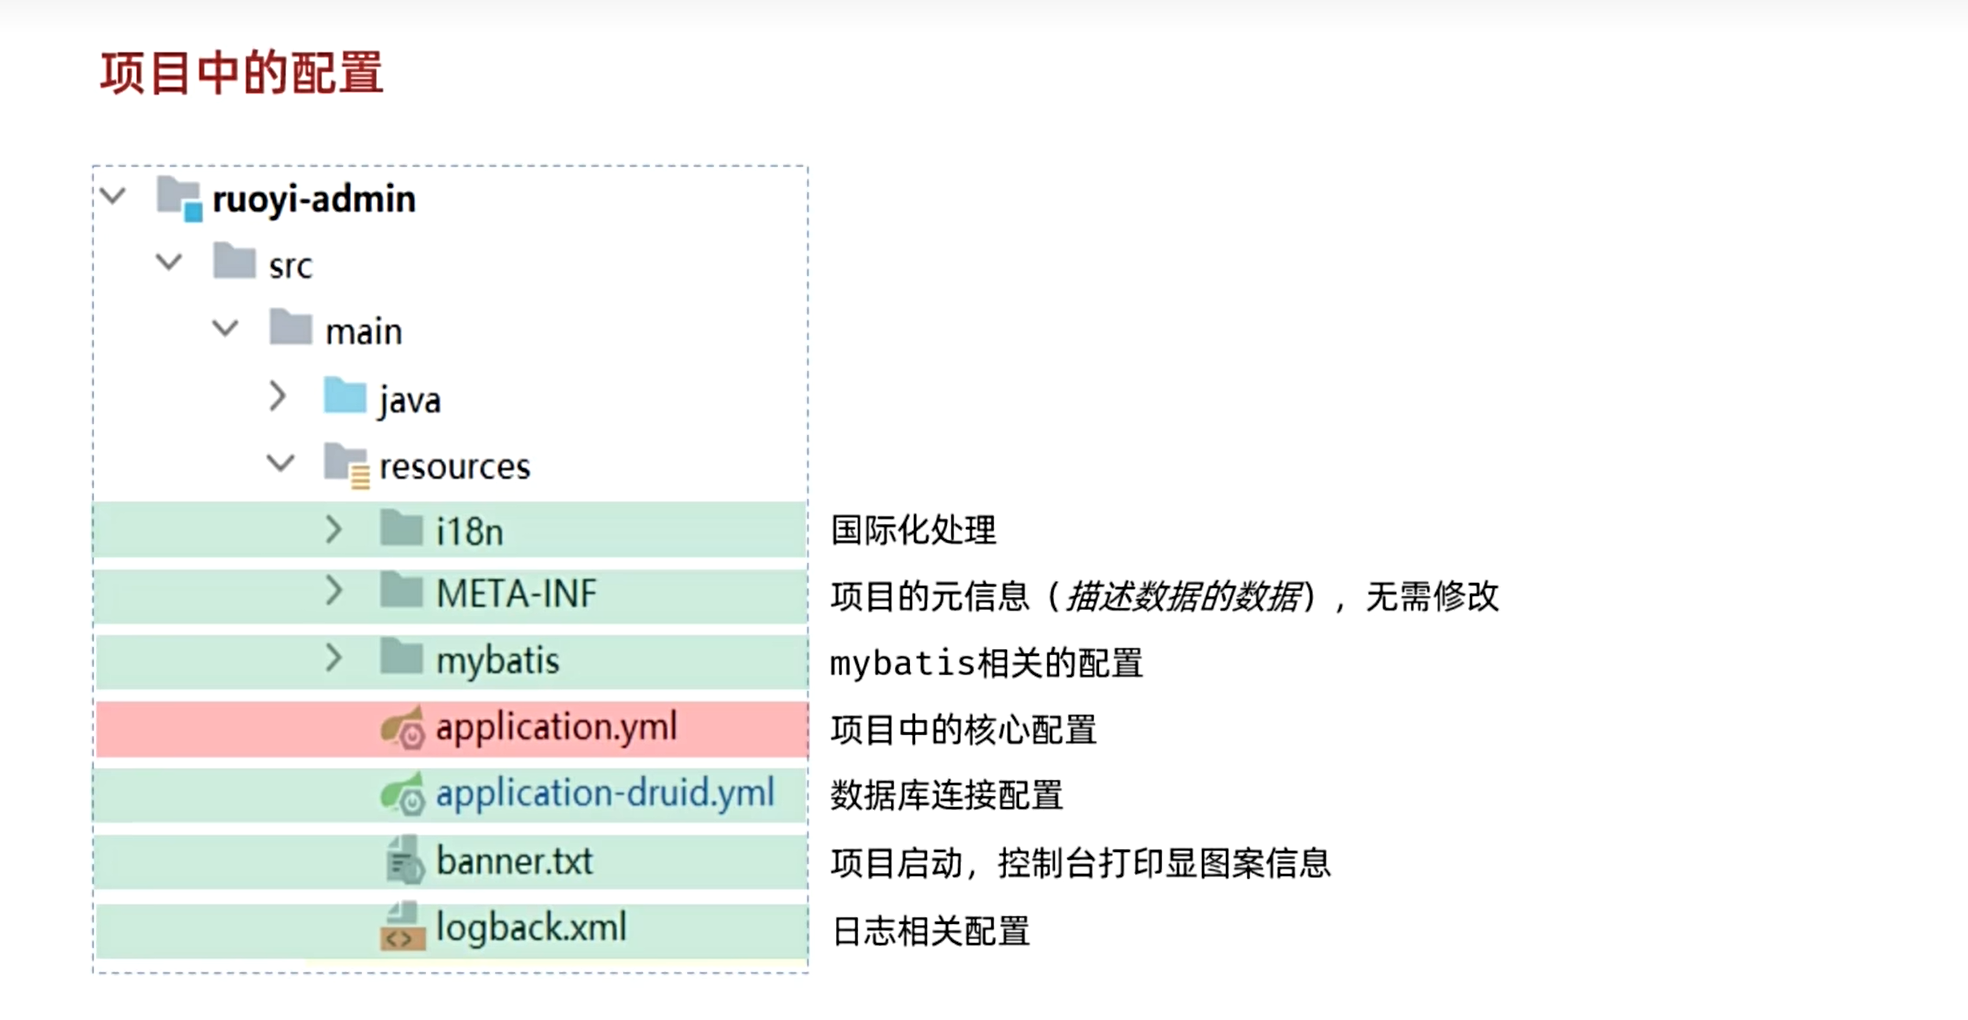 项目中的配置
ruoyi-admin
src
main
java
resources
i18n 国际化处理
META-INF 项目的元信息（描述数据的数据），无需修改
mybatis mybatis相关的配置
application.yml 项目中的核心配置
application-druid.yml 数据库连接配置
banner.txt 项目启动，控制台打印显图案信息
logback.xml 日志相关配置